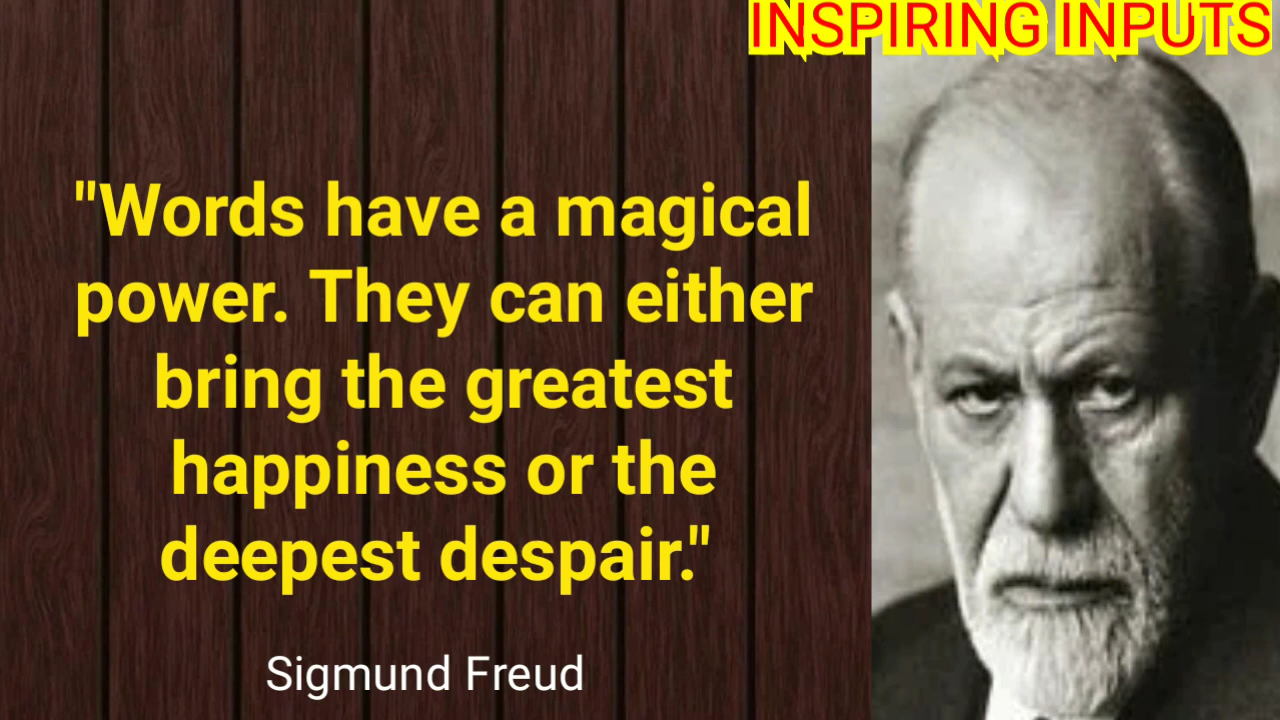 INSPIRING INPUTS
"Words have a magical
power. They can either
bring the greatest
happiness or the
deepest despair."
Sigmund Freud